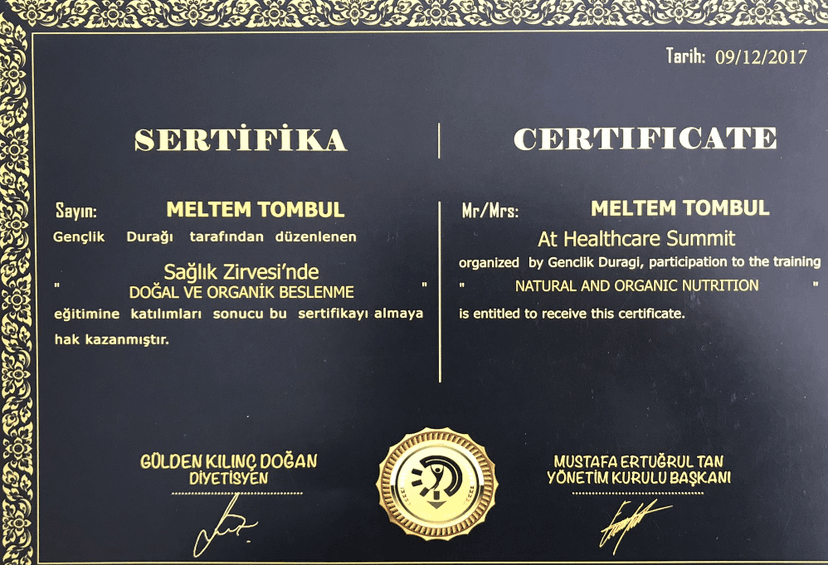 Tarih: 09/12/2017
SERTİFİKA
Sayın: MELTEM TOMBUL
Gençlik Durağı tarafından düzenlenen
Sağlık Zirvesi’nde
" DOĞAL VE ORGANİK BESLENME "
eğitimine katılımları sonucu bu sertifikayı almaya
hak kazanmıştır.
CERTIFICATE
Mr/Mrs: MELTEM TOMBUL
At Healthcare Summit
organized by Genclik Duragi, participation to the training
" NATURAL AND ORGANIC NUTRITION "
is entitled to receive this certificate.
GÜLDEN KILINÇ DOĞAN
DİYETİSYEN
MUSTAFA ERTUĞRUL TAN
YÖNETİM KURULU BAŞKANI